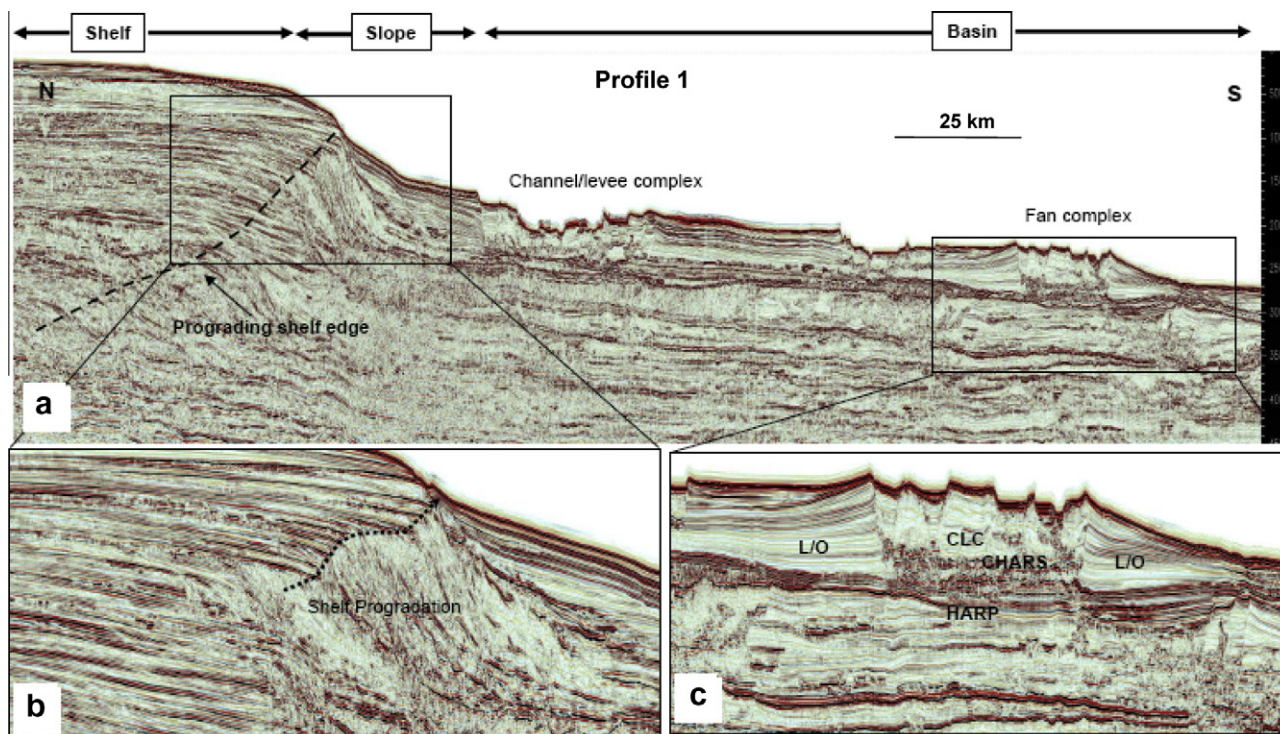 Shelf
Slope
Basin
Profile 1
N
S
25 km
Channel/levee complex
Fan complex
Prograding shelf edge
a
Shelf Progradation
b
L/O
CLC
CHARS
L/O
HARP
c